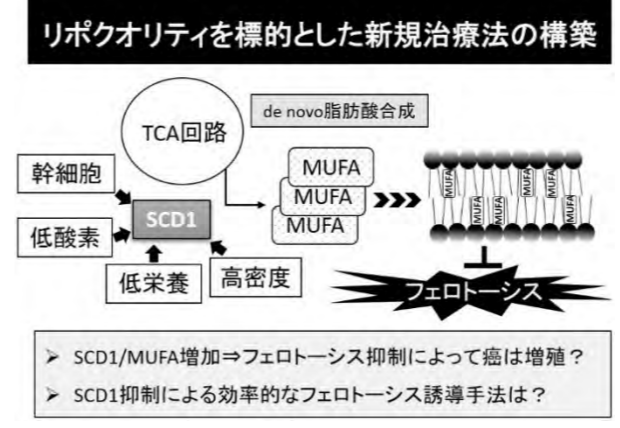 リポクオリティを標的とした新規治療法の構築
de novo脂肪酸合成
TCA回路
MUFA
MUFA
MUFA
幹細胞
SCD1
低酸素
低栄養
高密度
MUFA
MUFA
MUFA
MUFA
MUFA
MUFA
フェロトーシス
➢ SCD1/MUFA増加⇒フェロトーシス抑制によって癌は増殖？
➢ SCD1抑制による効率的なフェロトーシス誘導手法は？